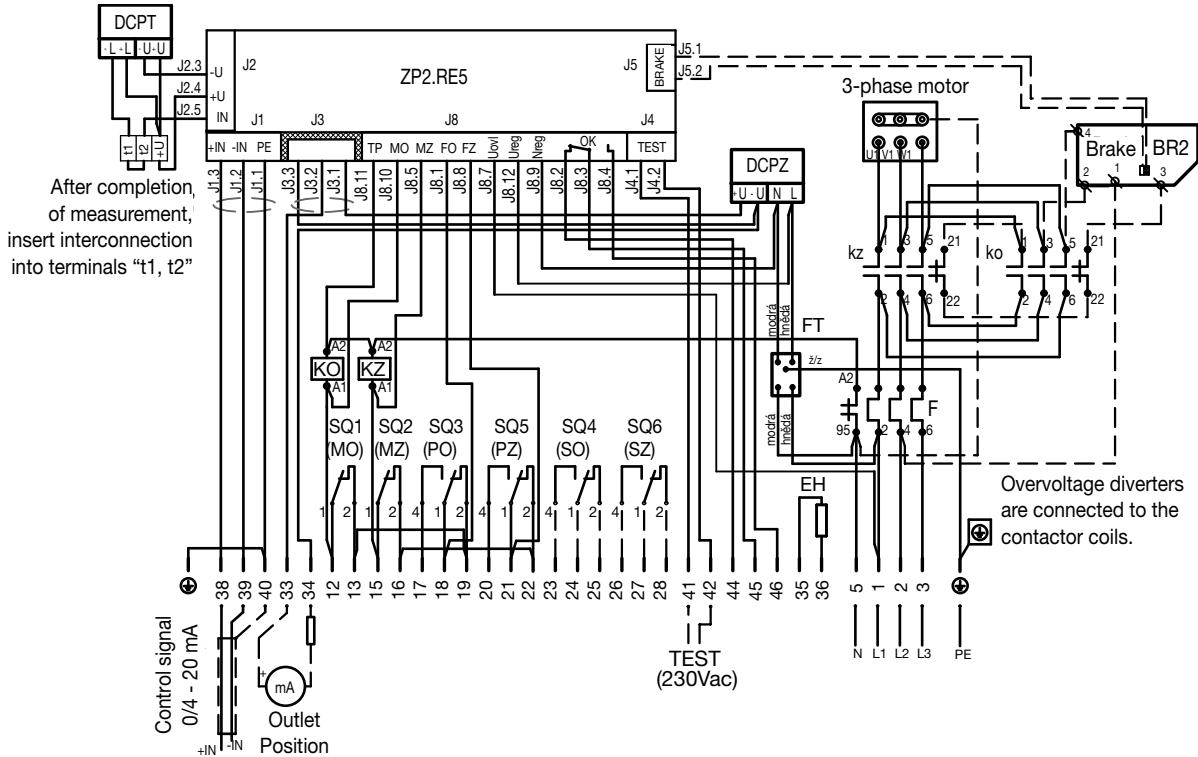 DCPT
- L + L - U + U
J2.3
J2.4
J2.5
-U
+U
IN
J2
ZP2.RE5
J5
BRAKE
J5.1
J5.2
J1
J3
J8
J4
+IN -IN PE
TP MO MZ FO FZ Uovl Ureg Nreg OK TEST
J1.3 J1.2 J1.1 J3.3 J3.2 J3.1 J8.11 J8.10 J8.5 J8.1 J8.8 J8.7 J8.12 J8.9 J8.2 J8.3 J8.4 J4.1 J4.2
t1 t2 +U
After completion,
of measurement,
insert interconnection
into terminals “t1, t2”
DCPZ
+U - U N L
3-phase motor
U1 V1 W1
Brake BR2
4
2 1 3
kz 1 3 5 21
2 4 6 22
ko 1 3 5 21
2 4 6 22
modrá
hnědá
FT
ž/z
modrá
hnědá
A2
95 2 4 6
F
KO A2
A1
KZ A2
A1
SQ1
(MO)
SQ2
(MZ)
SQ3
(PO)
SQ5
(PZ)
SQ4
(SO)
SQ6
(SZ)
1 2 1 2 4 1 2 4 1 2 4 1 2 4 1 2
EH
Overvoltage diverters
are connected to the
contactor coils.
38 39 40 33 34 12 13 15 16 17 18 19 20 21 22 23 24 25 26 27 28 41 42 44 45 46 35 36 5 1 2 3
N L1 L2 L3 PE
TEST
(230Vac)
Control signal
0/4 - 20 mA
+IN -IN
+
mA
Outlet
Position